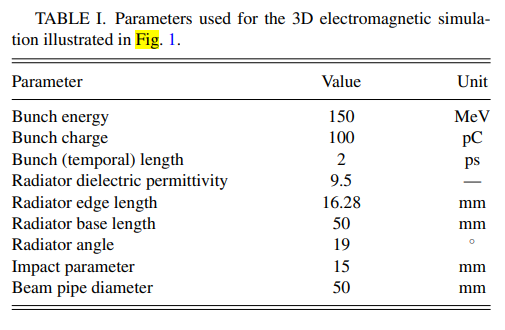 TABLE I. Parameters used for the 3D electromagnetic simula-
tion illustrated in Fig. 1.
Parameter Value Unit
Bunch energy 150 MeV
Bunch charge 100 pC
Bunch (temporal) length 2 ps
Radiator dielectric permittivity 9.5 —
Radiator edge length 16.28 mm
Radiator base length 50 mm
Radiator angle 19 °
Impact parameter 15 mm
Beam pipe diameter 50 mm